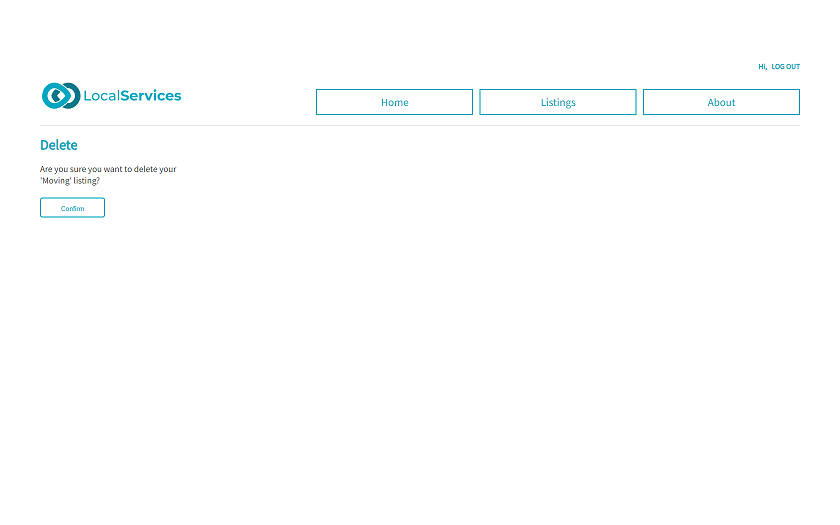 Hi, LOG OUT
LocalServices
Home
Listings
About
Delete
Are you sure you want to delete your
'Moving' listing?
Confirm